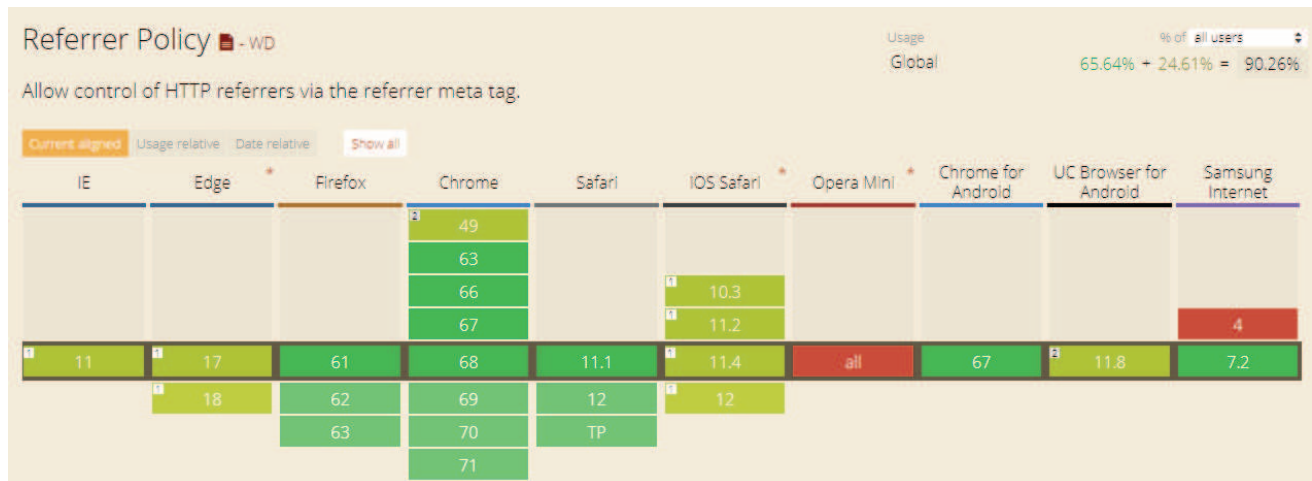 Referrer Policy - WD
Usage % of all users
Global 65.64% + 24.61% = 90.26%
Allow control of HTTP referrers via the referrer meta tag.
Current aligned Usage relative Date relative Show all
IE Edge * Firefox Chrome Safari iOS Safari * Opera Mini * Chrome for Android UC Browser for Android Samsung Internet
2 49
63
66 1 10.3
67 1 11.2 4
1 11 1 17 61 68 11.1 1 11.4 all 67 2 11.8 7.2
1 18 62 69 12 1 12
63 70 TP
71